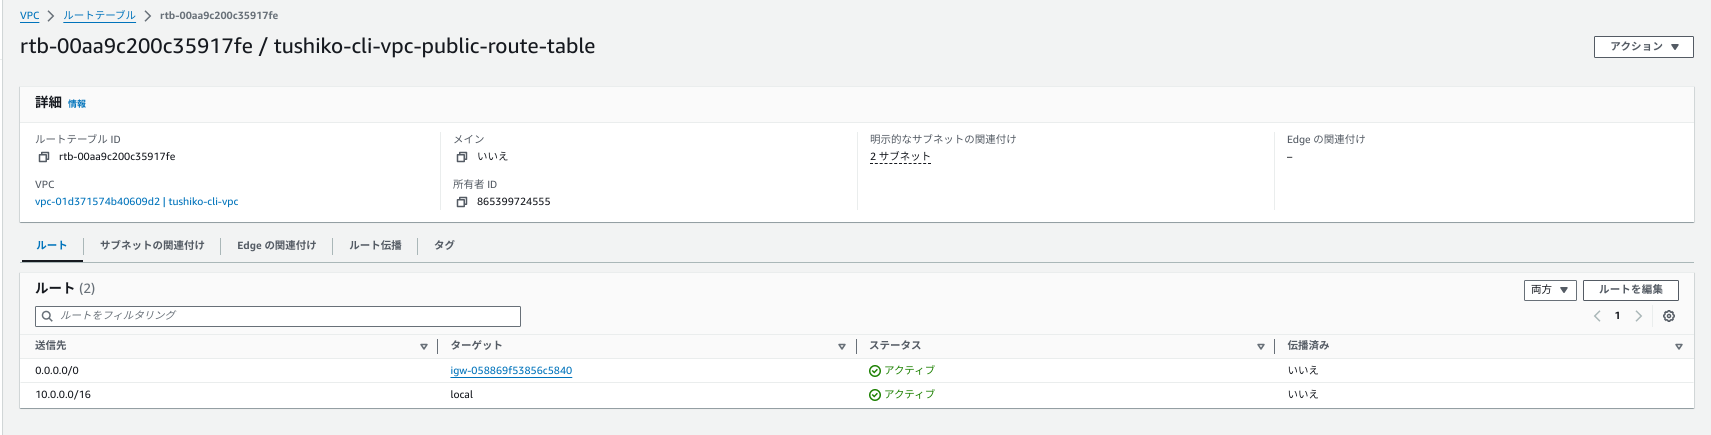 VPC > ルートテーブル > rtb-00aa9c200c35917fe
rtb-00aa9c200c35917fe / tushiko-cli-vpc-public-route-table
アクション
詳細 情報
ルートテーブル ID
rtb-00aa9c200c35917fe
メイン
いいえ
明示的なサブネットの関連付け
2 サブネット
Edge の関連付け
–
VPC
vpc-01d371574b40609d2 | tushiko-cli-vpc
所有者 ID
865399724555
ルート サブネットの関連付け Edge の関連付け ルート伝播 タグ
ルート (2)
両方 ルートを編集
ルートをフィルタリング
1
送信先 ターゲット ステータス 伝播済み
0.0.0.0/0 igw-058869f53856c5840 アクティブ いいえ
10.0.0.0/16 local アクティブ いいえ